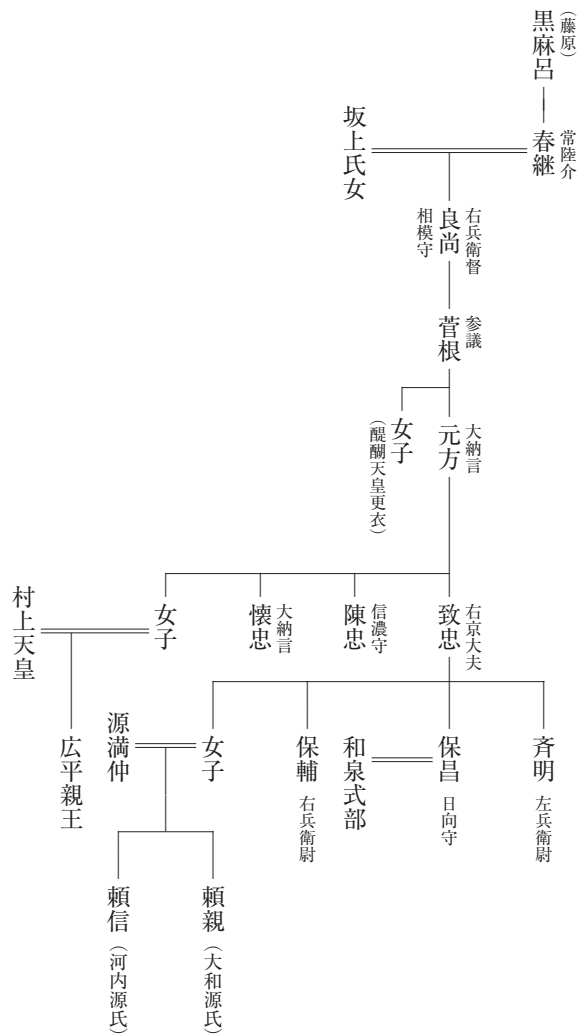 （藤原）
黒麻呂
常陸介
春継
坂上氏女
右兵衛督
良尚
相模守
参議
菅根
大納言
元方
女子
（醍醐天皇更衣）
右京大夫
致忠
信濃守
陳忠
大納言
懐忠
女子
村上天皇
広平親王
斉明
左兵衛尉
保昌
日向守
和泉式部
保輔
右兵衛尉
女子
源満仲
頼親
（大和源氏）
頼信
（河内源氏）